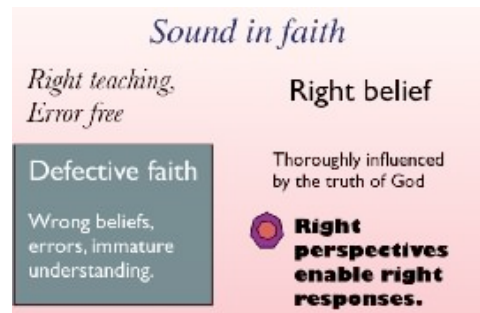 Sound in faith
Right teaching,
Error free
Right belief
Defective faith
Wrong beliefs,
errors, immature
understanding.
Thoroughly influenced
by the truth of God
Right
perspectives
enable right
responses.